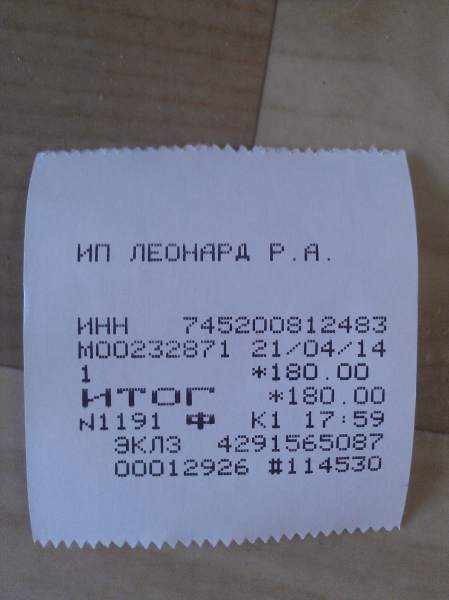 ИП ЛЕОНАРД Р.А.
ИНН 745200812483
М00232871 21/04/14
1 *180.00
ИТОГ *180.00
N1191 Ф К1 17:59
ЭКЛЗ 4291565087
00012926 #114530